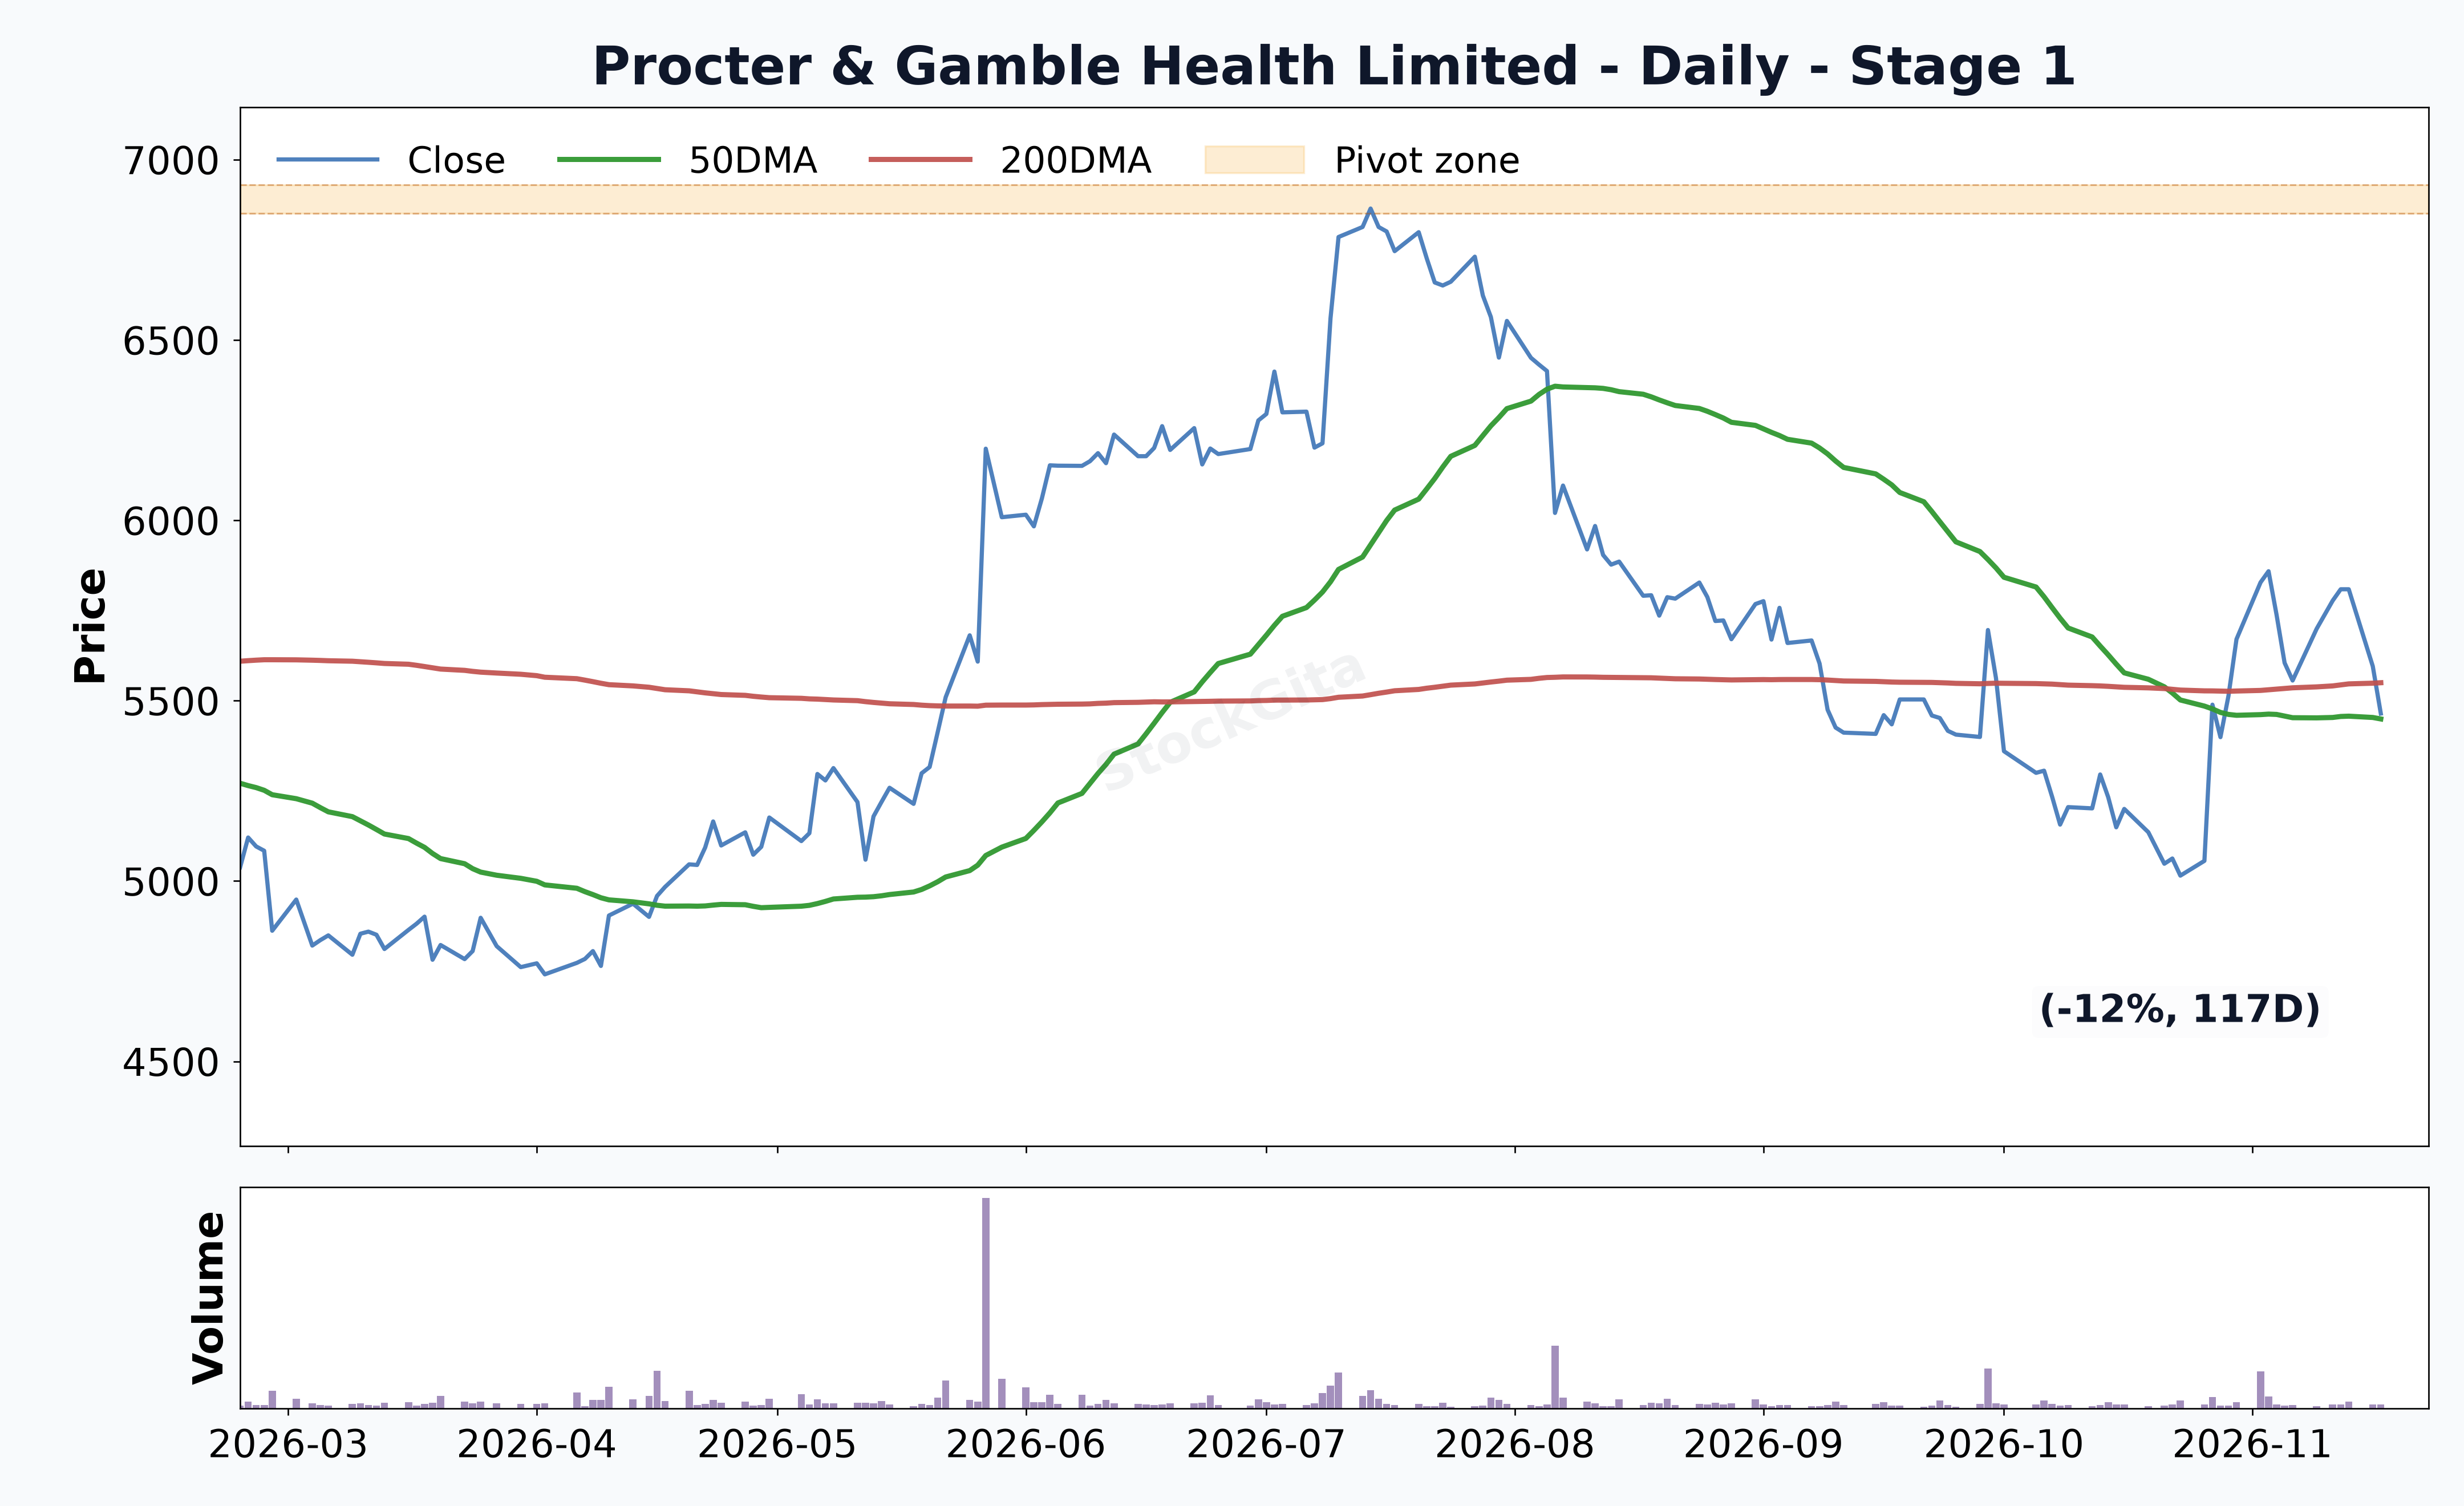 Procter & Gamble Health Limited - Daily - Stage 1
Close 50DMA 200DMA Pivot zone
7000
6500
6000
5500
5000
4500
Price
StockGita
(-12%, 117D)
Volume
2026-03 2026-04 2026-05 2026-06 2026-07 2026-08 2026-09 2026-10 2026-11